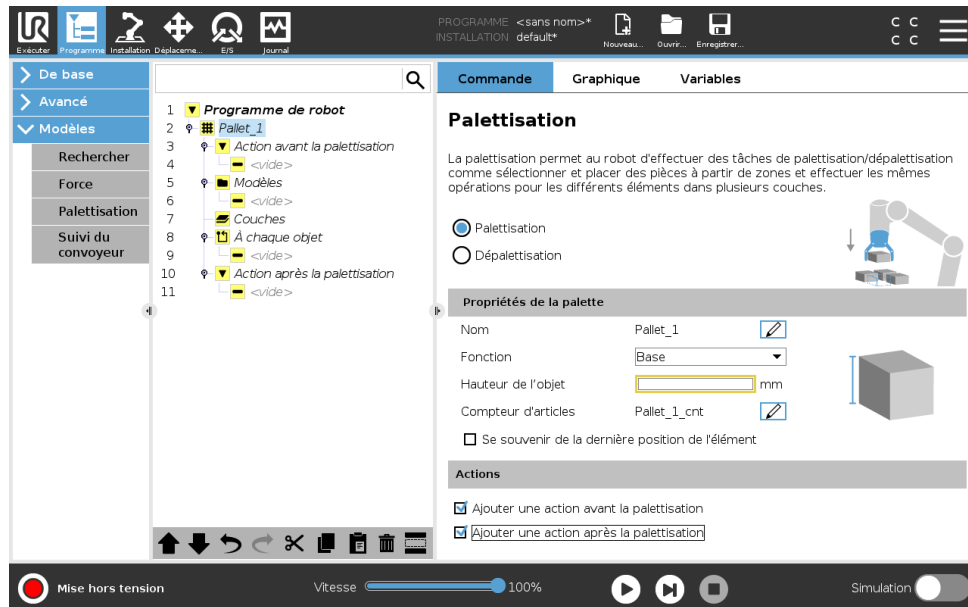 PROGRAMME <sans nom>*
INSTALLATION default*
C C
C C
Exécuter Programme Installation Déplaceme... E/S Journal
Nouveau... Ouvrir... Enregistrer...
De base
Avancé
Modèles
Rechercher
Force
Palettisation
Suivi du
convoyeur
1 Programme de robot
2 Pallet_1
3 Action avant la palettisation
4 <vide>
5 Modèles
6 <vide>
7 Couches
8 À chaque objet
9 <vide>
10 Action après la palettisation
11 <vide>
Commande Graphique Variables
Palettisation
La palettisation permet au robot d'effectuer des tâches de palettisation/dépalettisation
comme sélectionner et placer des pièces à partir de zones et effectuer les mêmes
opérations pour les différents éléments dans plusieurs couches.
Palettisation
Dépalettisation
Propriétés de la palette
Nom Pallet_1
Fonction Base
Hauteur de l'objet mm
Compteur d'articles Pallet_1_cnt
Se souvenir de la dernière position de l'élément
Actions
Ajouter une action avant la palettisation
Ajouter une action après la palettisation
Mise hors tension Vitesse 100% Simulation